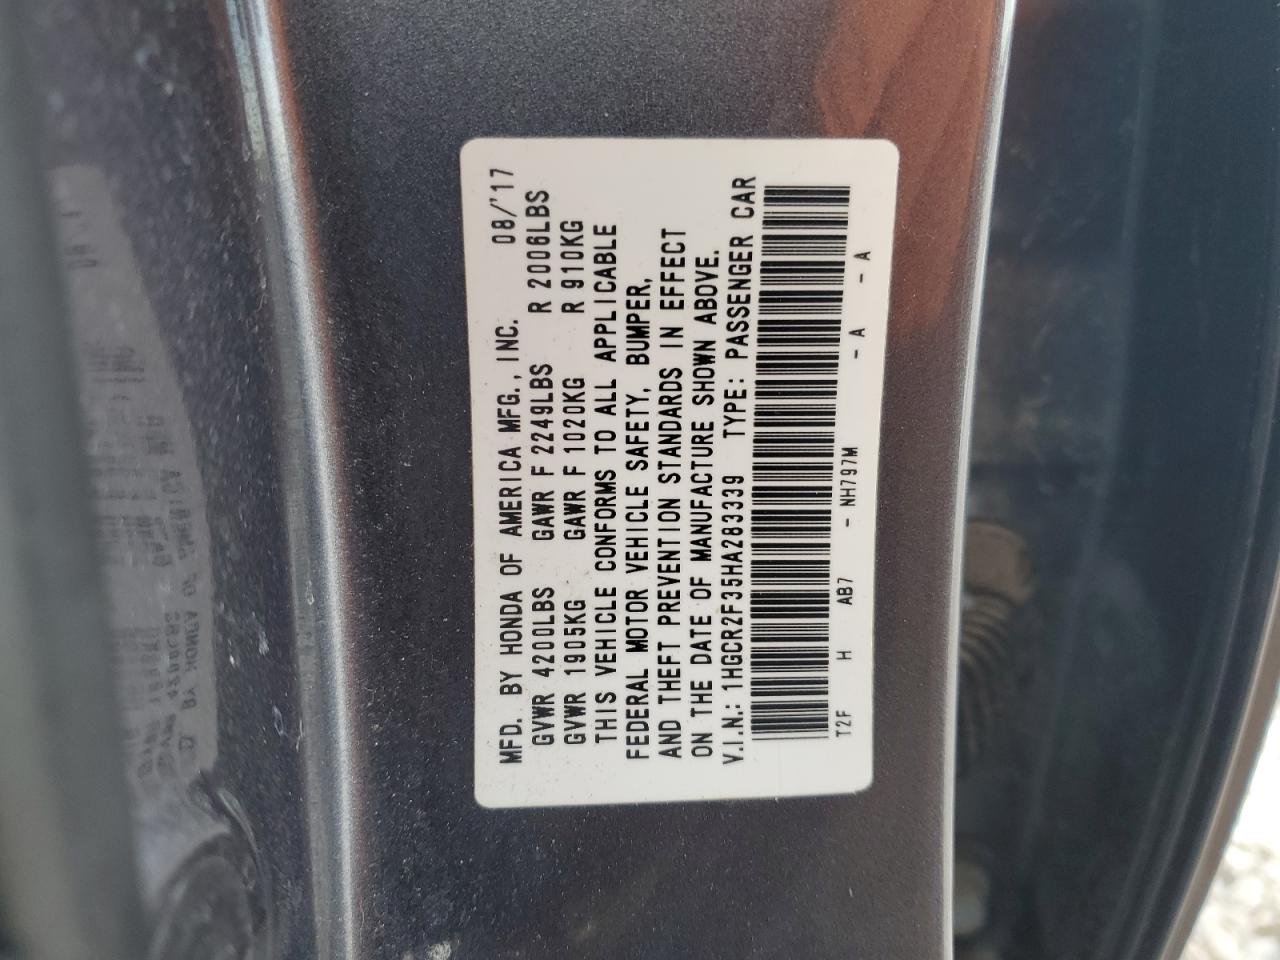 MFD. BY HONDA OF AMERICA MFG., INC. 08/'17
GVWR 4200LBS GAWR F 2249LBS R 2006LBS
GVWR 1905KG GAWR F 1020KG R 910KG
THIS VEHICLE CONFORMS TO ALL APPLICABLE
FEDERAL MOTOR VEHICLE SAFETY, BUMPER,
AND THEFT PREVENTION STANDARDS IN EFFECT
ON THE DATE OF MANUFACTURE SHOWN ABOVE.
V.I.N.: 1HGCR2F35HA283339 TYPE: PASSENGER CAR
T2F H AB7 - NH797M - A - A